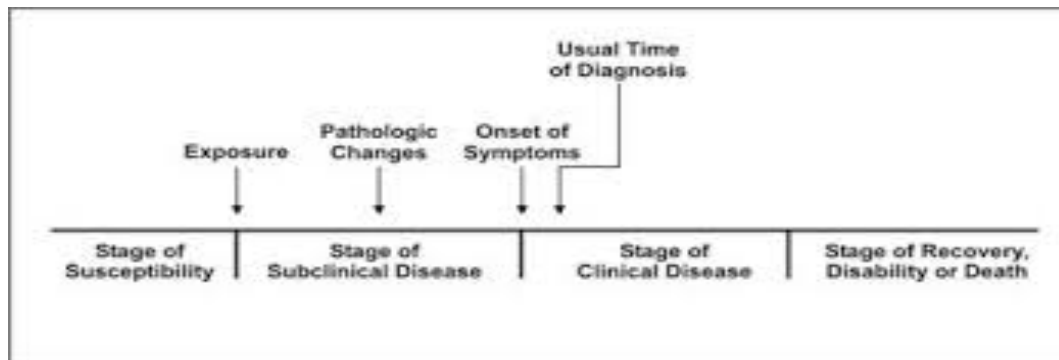 Usual Time
of Diagnosis
Exposure
Pathologic
Changes
Onset of
Symptoms
Stage of
Susceptibility
Stage of
Subclinical Disease
Stage of
Clinical Disease
Stage of Recovery,
Disability or Death